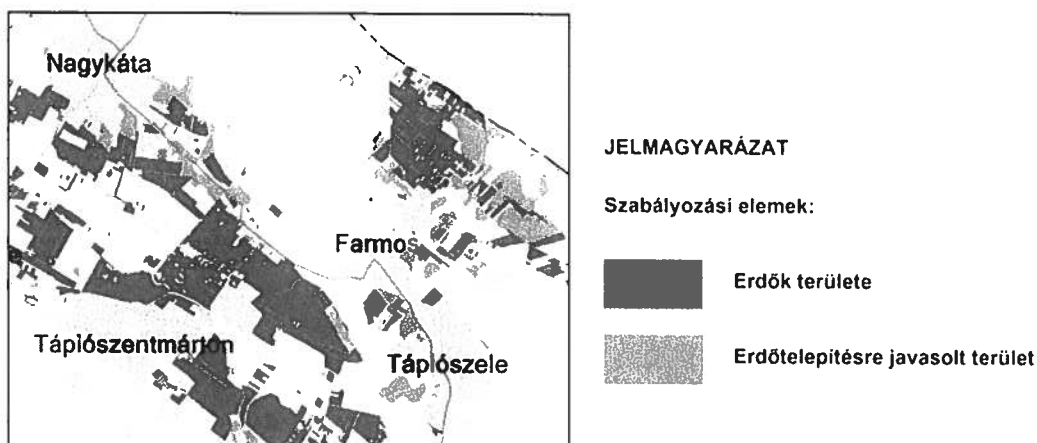 Nagykáta
Farmos
Tápiószentmárton
Tápiószele
JELMAGYARÁZAT
Szabályozási elemek:
Erdők területe
Erdőtelepítésre javasolt terület